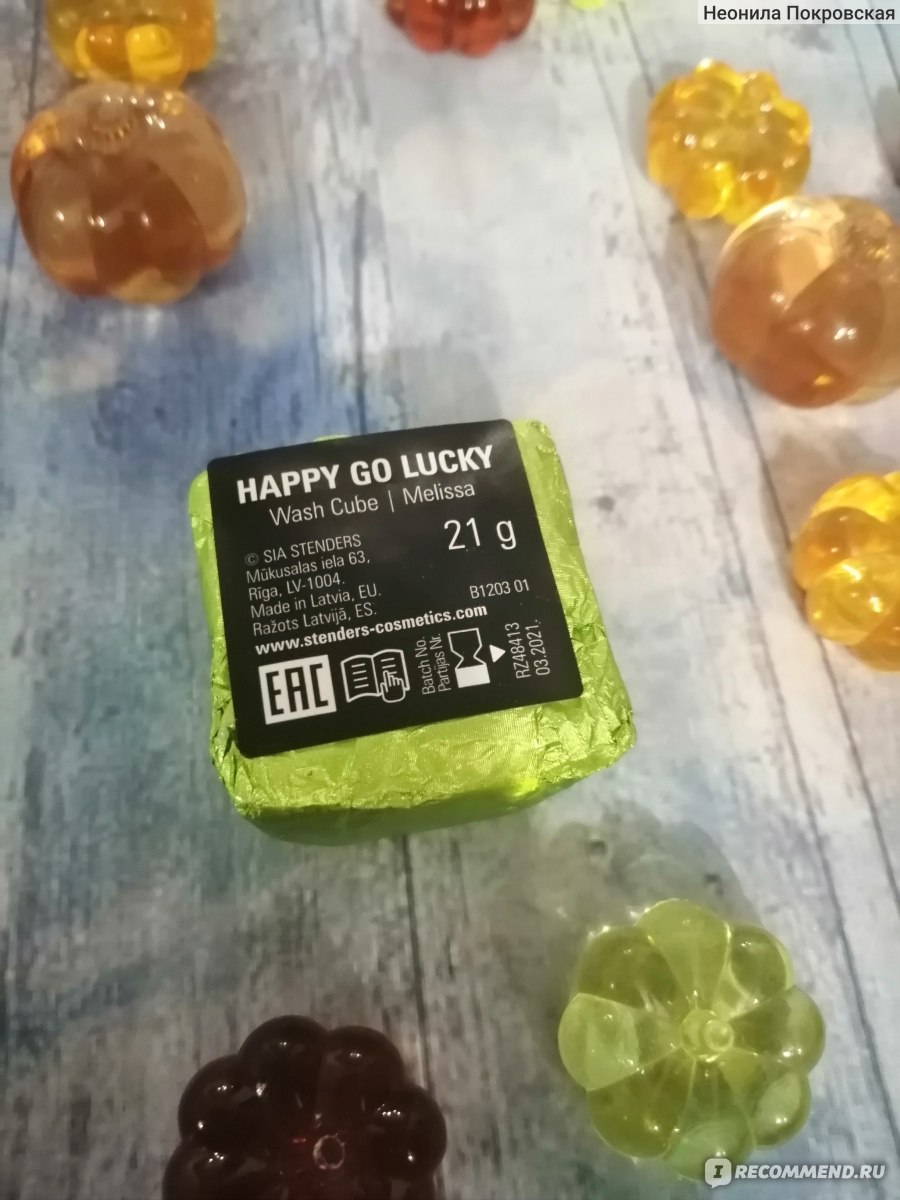 Неонила Покровская
HAPPY GO LUCKY
Wash Cube | Melissa
21 g
© SIA STENDERS
Mūkusalas iela 63,
Rīga, LV-1004.
Made in Latvia, EU.
Ražots Latvijā, ES.
B1203 01
www.stenders-cosmetics.com
EAC
Batch No.
Partijas Nr.
RZ48413
03.2021.
IRECOMMEND.RU